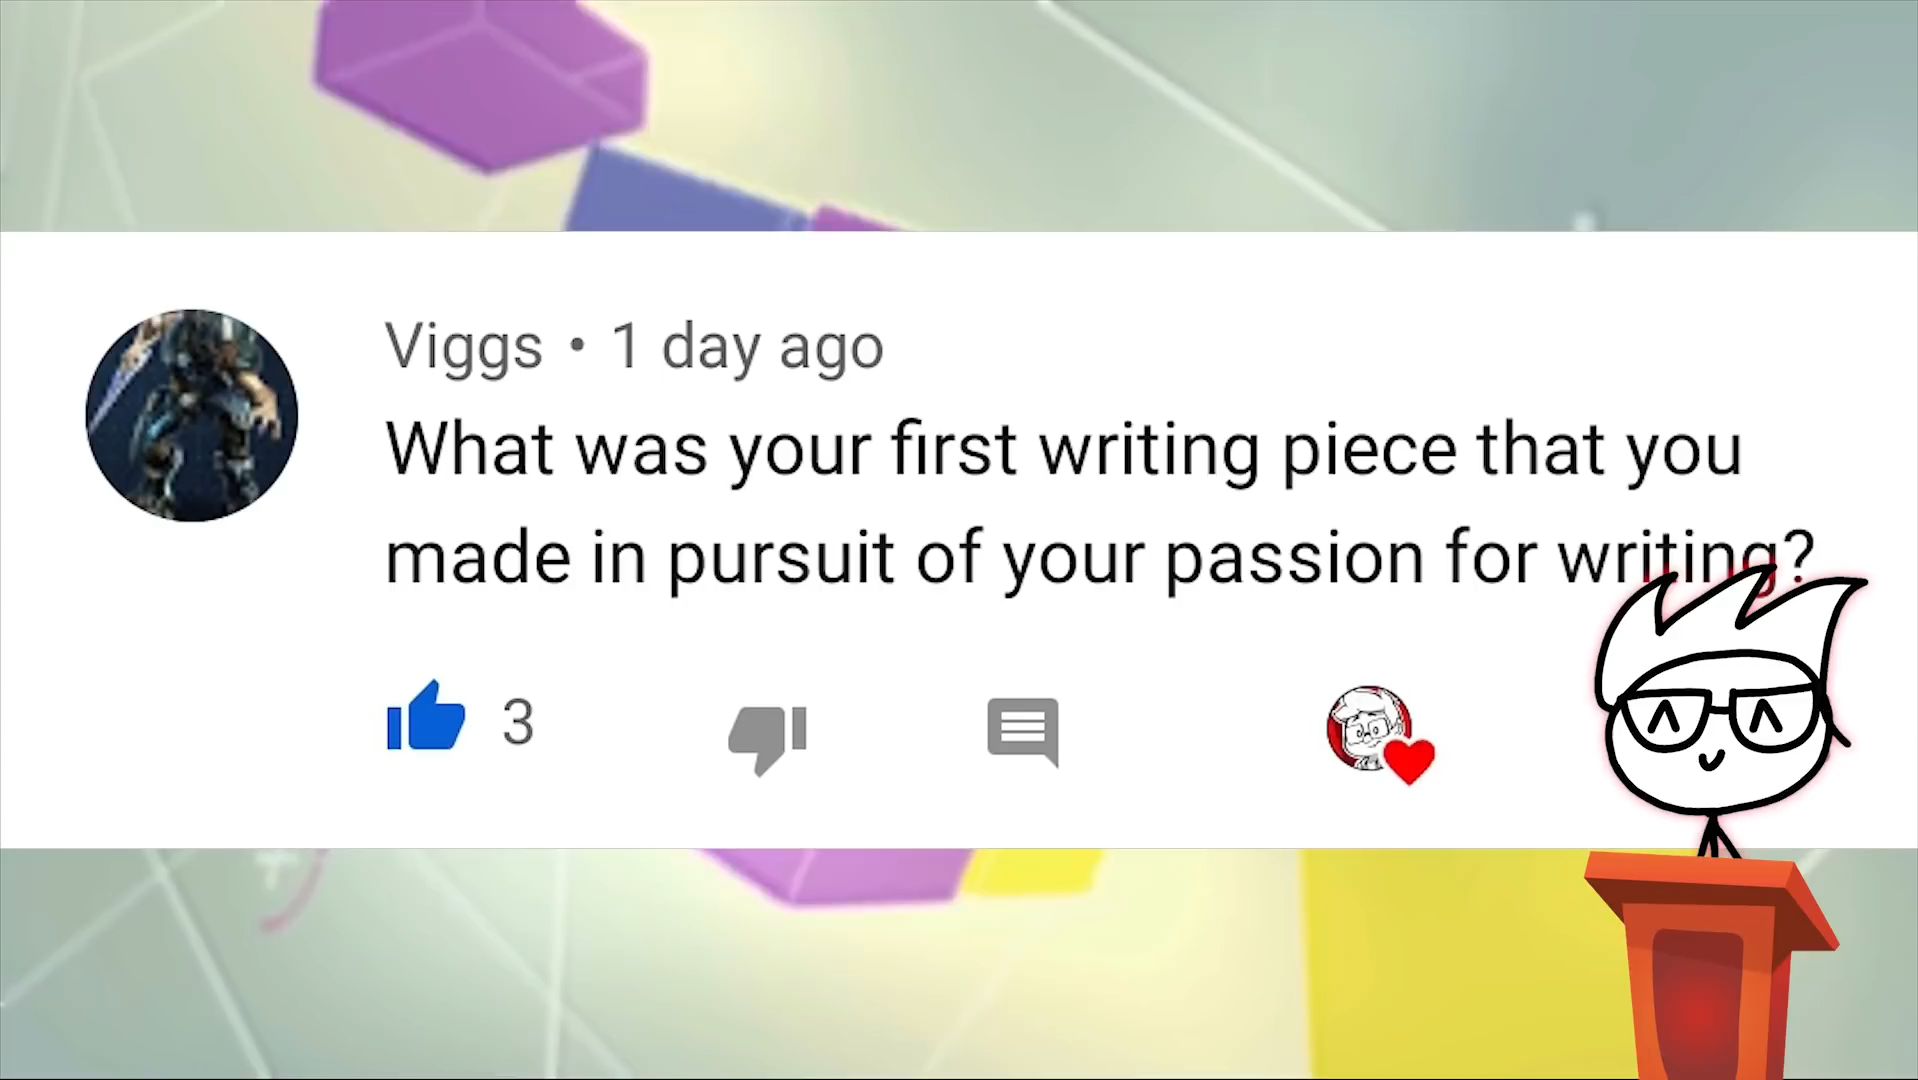 Viggs • 1 day ago
What was your first writing piece that you
made in pursuit of your passion for writing?
3